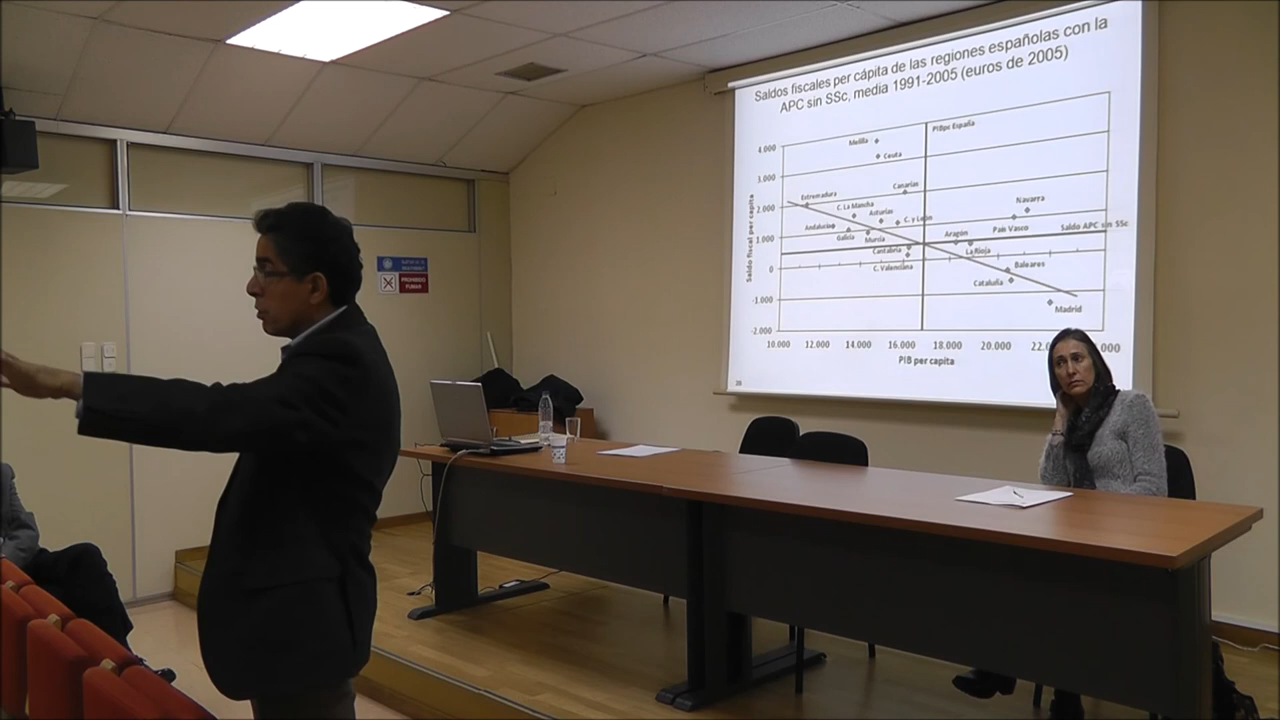 Saldos fiscales per cápita de las regiones españolas con la
APC sin SSc, media 1991-2005 (euros de 2005)
PIBpc España
4.000
3.000
2.000
1.000
0
-1.000
-2.000
Saldo fiscal per capita
Melilla
Ceuta
Canarias
Extremadura
C. La Mancha
Asturias
C. y León
Navarra
Andalucía
Galicia
Murcia
Aragón
País Vasco
Saldo APC sin SSc
Cantabria
La Rioja
C. Valenciana
Baleares
Cataluña
Madrid
10.000 12.000 14.000 16.000 18.000 20.000
PIB per capita
PROHIBIDO
FUMAR